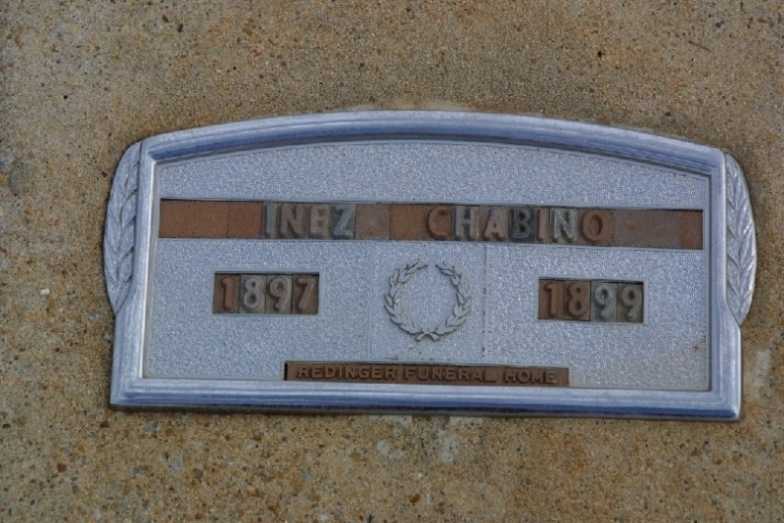 INEZ CHABINO
1897 1899
REDINGER FUNERAL HOME